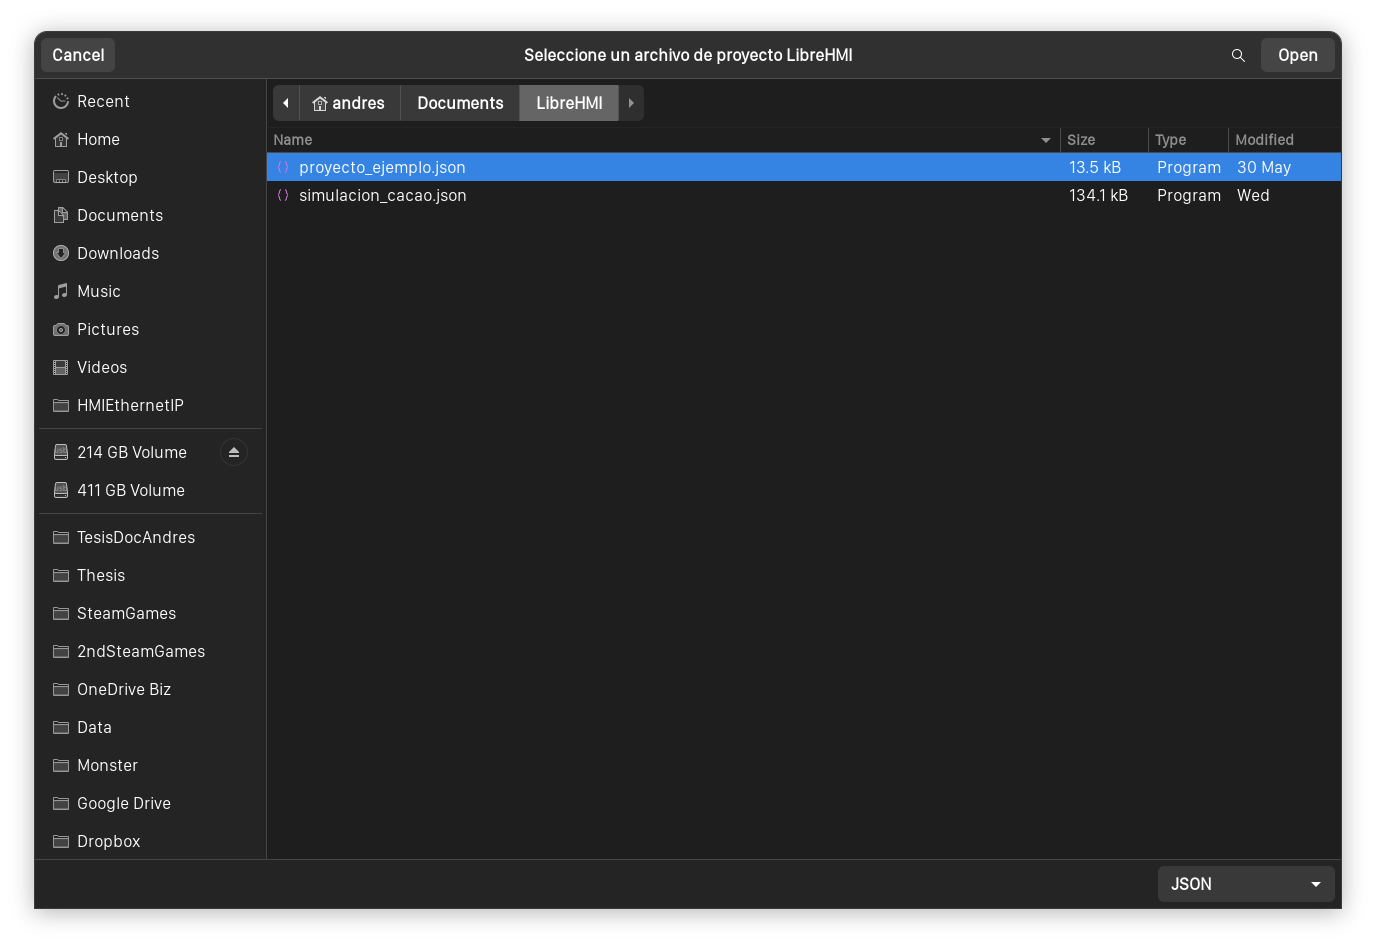 Cancel
Seleccione un archivo de proyecto LibreHMI
Open
Recent
Home
Desktop
Documents
Downloads
Music
Pictures
Videos
HMIEthernetIP
214 GB Volume
411 GB Volume
TesisDocAndres
Thesis
SteamGames
2ndSteamGames
OneDrive Biz
Data
Monster
Google Drive
Dropbox
andres Documents LibreHMI
Name Size Type Modified
proyecto_ejemplo.json 13.5 kB Program 30 May
simulacion_cacao.json 134.1 kB Program Wed
JSON